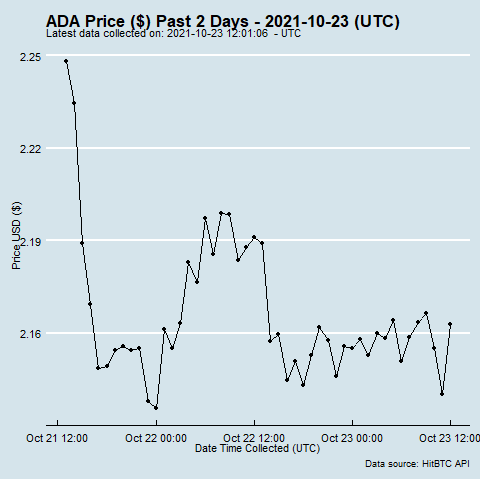 ADA Price ($) Past 2 Days - 2021-10-23 (UTC)
Latest data collected on: 2021-10-23 12:01:06  - UTC
2.25
2.22
2.19
2.16
Price USD ($)
Oct 21 12:00 Oct 22 00:00 Oct 22 12:00 Oct 23 00:00 Oct 23 12:00
Date Time Collected (UTC)
Data source: HitBTC API